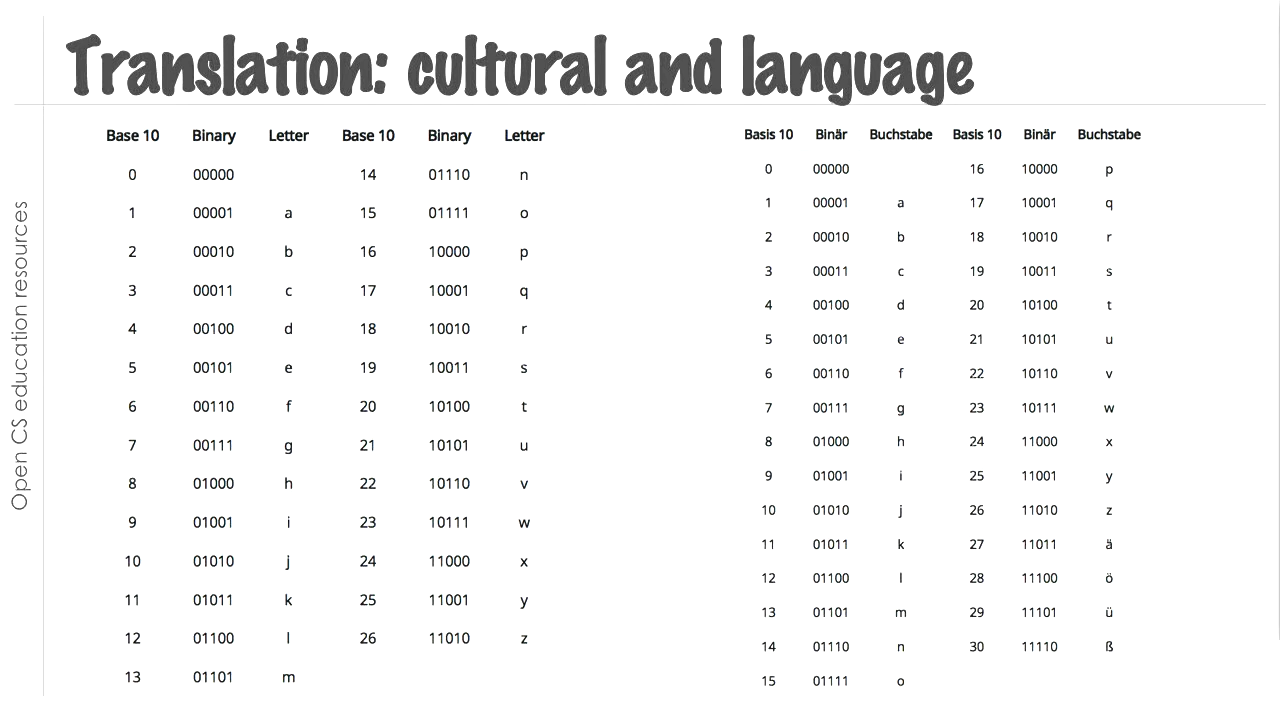 Translation: cultural and language
Open CS education resources
Base 10 Binary Letter Base 10 Binary Letter
0 00000 14 01110 n
1 00001 a 15 01111 o
2 00010 b 16 10000 p
3 00011 c 17 10001 q
4 00100 d 18 10010 r
5 00101 e 19 10011 s
6 00110 f 20 10100 t
7 00111 g 21 10101 u
8 01000 h 22 10110 v
9 01001 i 23 10111 w
10 01010 j 24 11000 x
11 01011 k 25 11001 y
12 01100 l 26 11010 z
13 01101 m
Basis 10 Binär Buchstabe Basis 10 Binär Buchstabe
0 00000 16 10000 p
1 00001 a 17 10001 q
2 00010 b 18 10010 r
3 00011 c 19 10011 s
4 00100 d 20 10100 t
5 00101 e 21 10101 u
6 00110 f 22 10110 v
7 00111 g 23 10111 w
8 01000 h 24 11000 x
9 01001 i 25 11001 y
10 01010 j 26 11010 z
11 01011 k 27 11011 ä
12 01100 l 28 11100 ö
13 01101 m 29 11101 ü
14 01110 n 30 11110 ß
15 01111 o